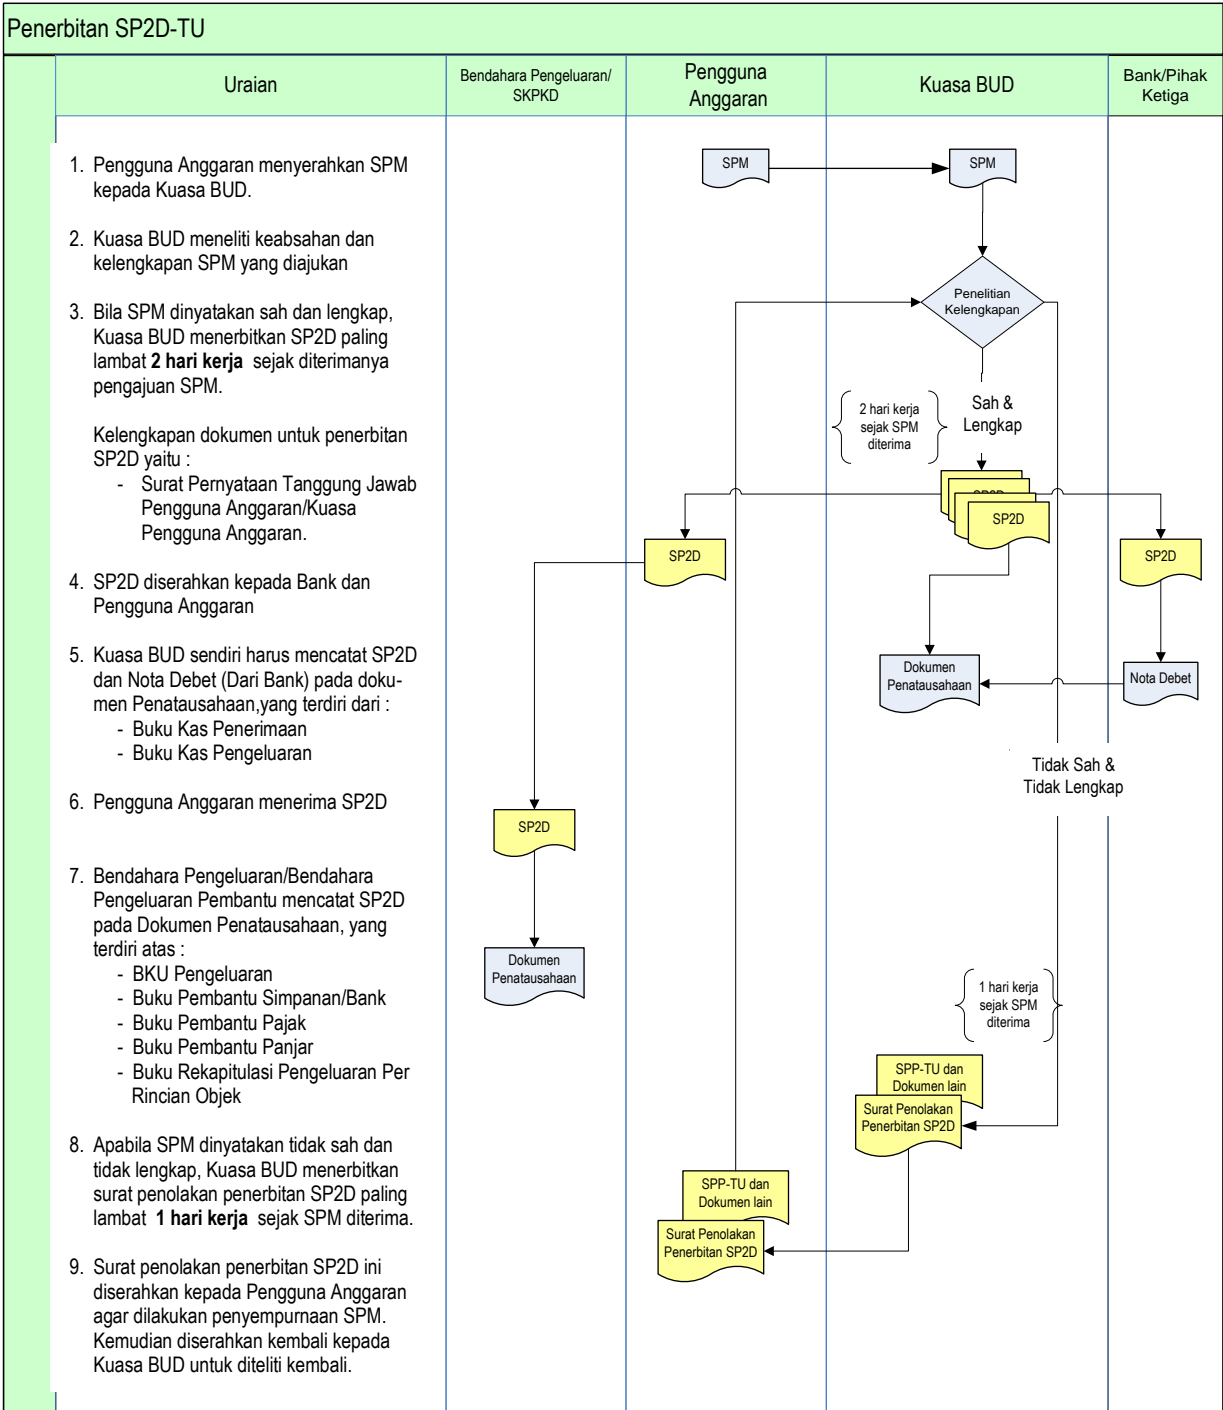 Penerbitan SP2D-TU
Uraian
Bendahara Pengeluaran/
SKPKD
Pengguna
Anggaran
Kuasa BUD
Bank/Pihak
Ketiga
1. Pengguna Anggaran menyerahkan SPM
kepada Kuasa BUD.
2. Kuasa BUD meneliti keabsahan dan
kelengkapan SPM yang diajukan
3. Bila SPM dinyatakan sah dan lengkap,
Kuasa BUD menerbitkan SP2D paling
lambat 2 hari kerja sejak diterimanya
pengajuan SPM.
Kelengkapan dokumen untuk penerbitan
SP2D yaitu :
- Surat Pernyataan Tanggung Jawab
Pengguna Anggaran/Kuasa
Pengguna Anggaran.
4. SP2D diserahkan kepada Bank dan
Pengguna Anggaran
5. Kuasa BUD sendiri harus mencatat SP2D
dan Nota Debet (Dari Bank) pada doku-
men Penatausahaan,yang terdiri dari :
- Buku Kas Penerimaan
- Buku Kas Pengeluaran
6. Pengguna Anggaran menerima SP2D
7. Bendahara Pengeluaran/Bendahara
Pengeluaran Pembantu mencatat SP2D
pada Dokumen Penatausahaan, yang
terdiri atas :
- BKU Pengeluaran
- Buku Pembantu Simpanan/Bank
- Buku Pembantu Pajak
- Buku Pembantu Panjar
- Buku Rekapitulasi Pengeluaran Per
Rincian Objek
8. Apabila SPM dinyatakan tidak sah dan
tidak lengkap, Kuasa BUD menerbitkan
surat penolakan penerbitan SP2D paling
lambat 1 hari kerja sejak SPM diterima.
9. Surat penolakan penerbitan SP2D ini
diserahkan kepada Pengguna Anggaran
agar dilakukan penyempurnaan SPM.
Kemudian diserahkan kembali kepada
Kuasa BUD untuk diteliti kembali.
SPM
SPM
Penelitian
Kelengkapan
2 hari kerja
sejak SPM
diterima
Sah &
Lengkap
SP2D
SP2D
SP2D
SP2D
Dokumen
Penatausahaan
Nota Debet
Tidak Sah &
Tidak Lengkap
SP2D
Dokumen
Penatausahaan
1 hari kerja
sejak SPM
diterima
SPP-TU dan
Dokumen lain
Surat Penolakan
Penerbitan SP2D
SPP-TU dan
Dokumen lain
Surat Penolakan
Penerbitan SP2D